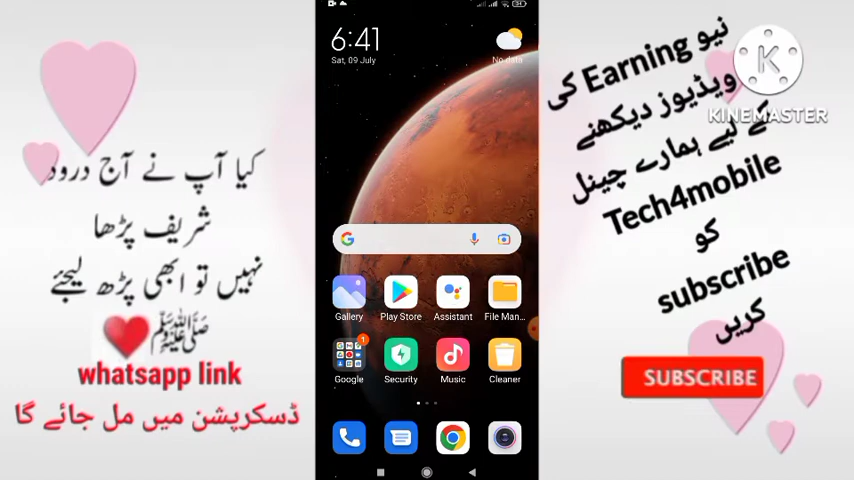 کیا آپ نے آج درود
شریف پڑھا
نہیں تو ابھی پڑھ لیجئے
ﷺ
whatsapp link
ڈسکرپشن میں مل جائے گا
6:41
Sat, 09 July
No data
Gallery
Play Store
Assistant
File Man...
1
Google
Security
Music
Cleaner
نیو Earning کی
ویڈیوز دیکھنے
کے لیے ہمارے چینل
Tech4mobile
کو
subscribe
کریں
K
KINEMASTER
SUBSCRIBE